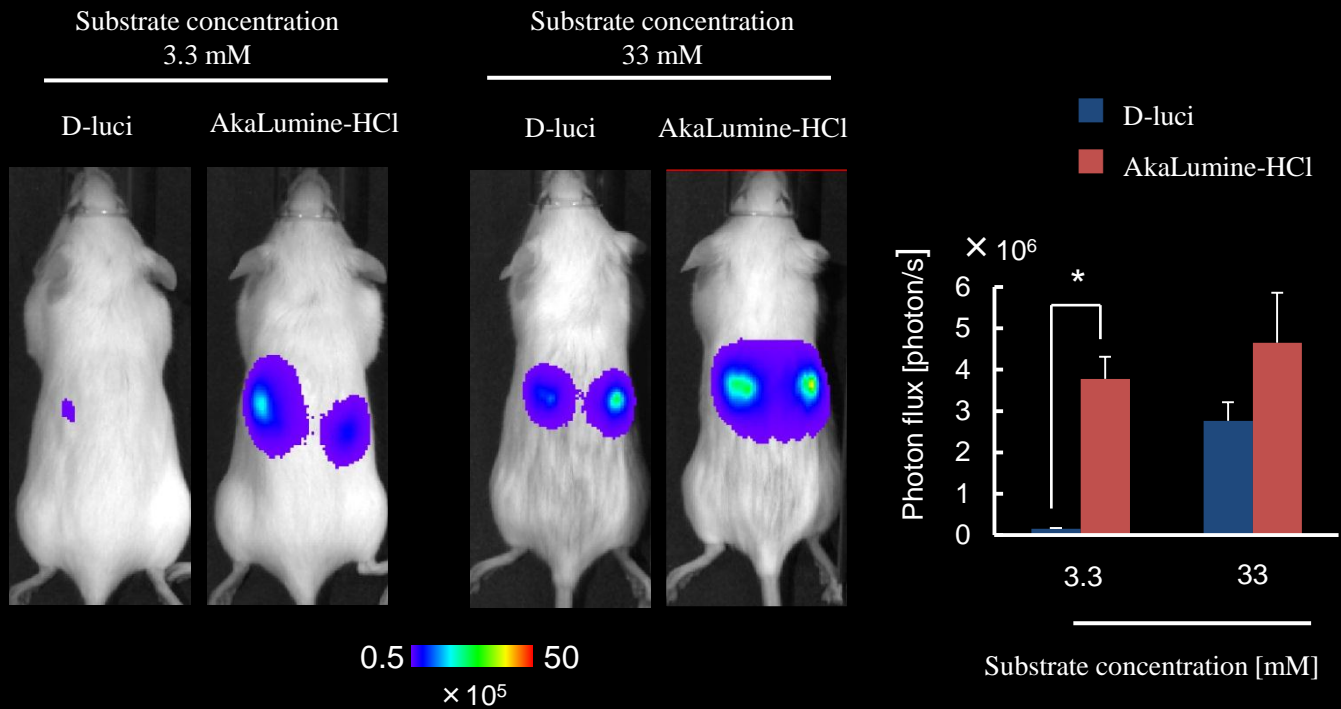 Substrate concentration
3.3 mM
D-luci
AkaLumine-HCl
Substrate concentration
33 mM
D-luci
AkaLumine-HCl
0.5
50
×10⁵
D-luci
AkaLumine-HCl
× 10⁶
Photon flux [photon/s]
6
5
4
3
2
1
0
*
3.3
33
Substrate concentration [mM]